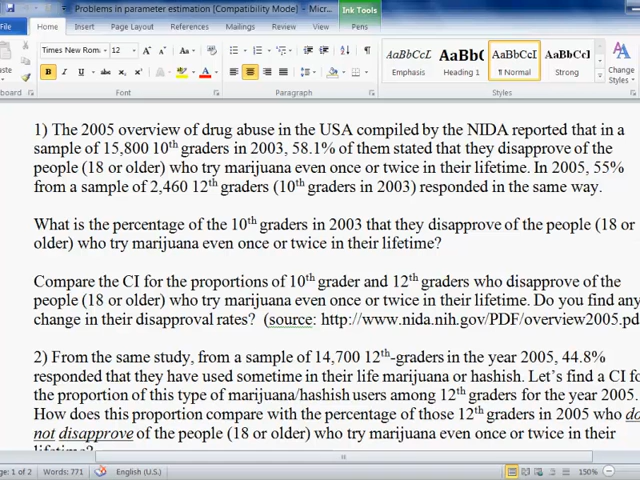 Problems in parameter estimation [Compatibility Mode] - Micr...
Ink Tools
File
Home
Insert
Page Layout
References
Mailings
Review
View
Pens
Paste
Times New Rom
12
B
I
U
Font
Paragraph
AaBbCcL
AaBbC
AaBbCcI
AaBbCcl
Emphasis
Heading 1
¶ Normal
Strong
Change
Styles
Styles
1) The 2005 overview of drug abuse in the USA compiled by the NIDA reported that in a
sample of 15,800 10th graders in 2003, 58.1% of them stated that they disapprove of the
people (18 or older) who try marijuana even once or twice in their lifetime. In 2005, 55%
from a sample of 2,460 12th graders (10th graders in 2003) responded in the same way.
What is the percentage of the 10th graders in 2003 that they disapprove of the people (18 or
older) who try marijuana even once or twice in their lifetime?
Compare the CI for the proportions of 10th grader and 12th graders who disapprove of the
people (18 or older) who try marijuana even once or twice in their lifetime. Do you find any
change in their disapproval rates? (source: http://www.nida.nih.gov/PDF/overview2005.pd
2) From the same study, from a sample of 14,700 12th-graders in the year 2005, 44.8%
responded that they have used sometime in their life marijuana or hashish. Let's find a CI fo
the proportion of this type of marijuana/hashish users among 12th graders for the year 2005.
How does this proportion compare with the percentage of those 12th graders in 2005 who do
not disapprove of the people (18 or older) who try marijuana even once or twice in their
lifetime?
Page: 1 of 2
Words: 771
English (U.S.)
150%